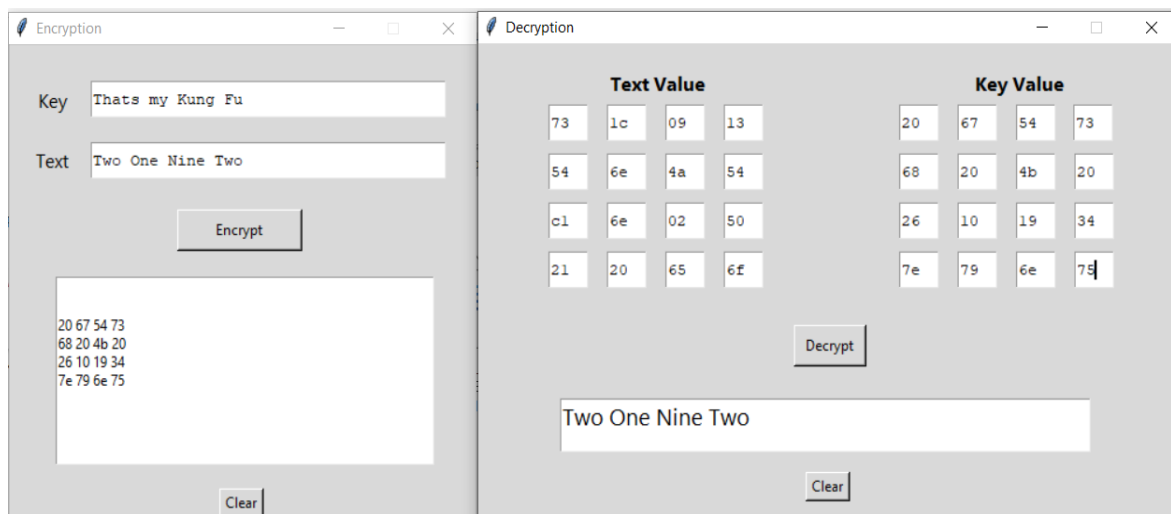 Encryption
Key Thats my Kung Fu
Text Two One Nine Two
Encrypt
20 67 54 73
68 20 4b 20
26 10 19 34
7e 79 6e 75
Clear
Decryption
Text Value Key Value
73 1c 09 13 20 67 54 73
54 6e 4a 54 68 20 4b 20
c1 6e 02 50 26 10 19 34
21 20 65 6f 7e 79 6e 75
Decrypt
Two One Nine Two
Clear